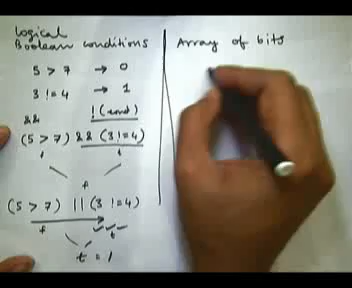 Logical
Boolean conditions
5 > 7 → 0
3 != 4 → 1
&& !(cond)
(5 > 7) && (3 != 4)
f t
f
(5 > 7) || (3 != 4)
f t
t = 1
Array of bits